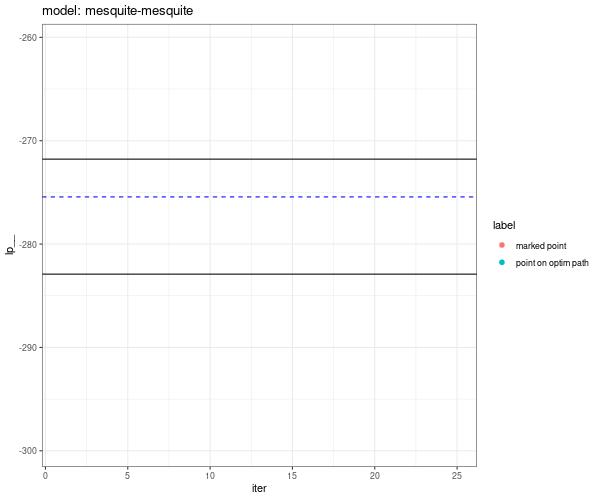 model: mesquite-mesquite
-260
-270
-280
-290
-300
lp__
0 5 10 15 20 25
iter
label
marked point
point on optim path